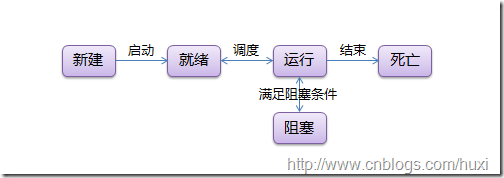 新建
启动
就绪
调度
运行
结束
死亡
满足阻塞条件
阻塞
http://www.cnblogs.com/huxi